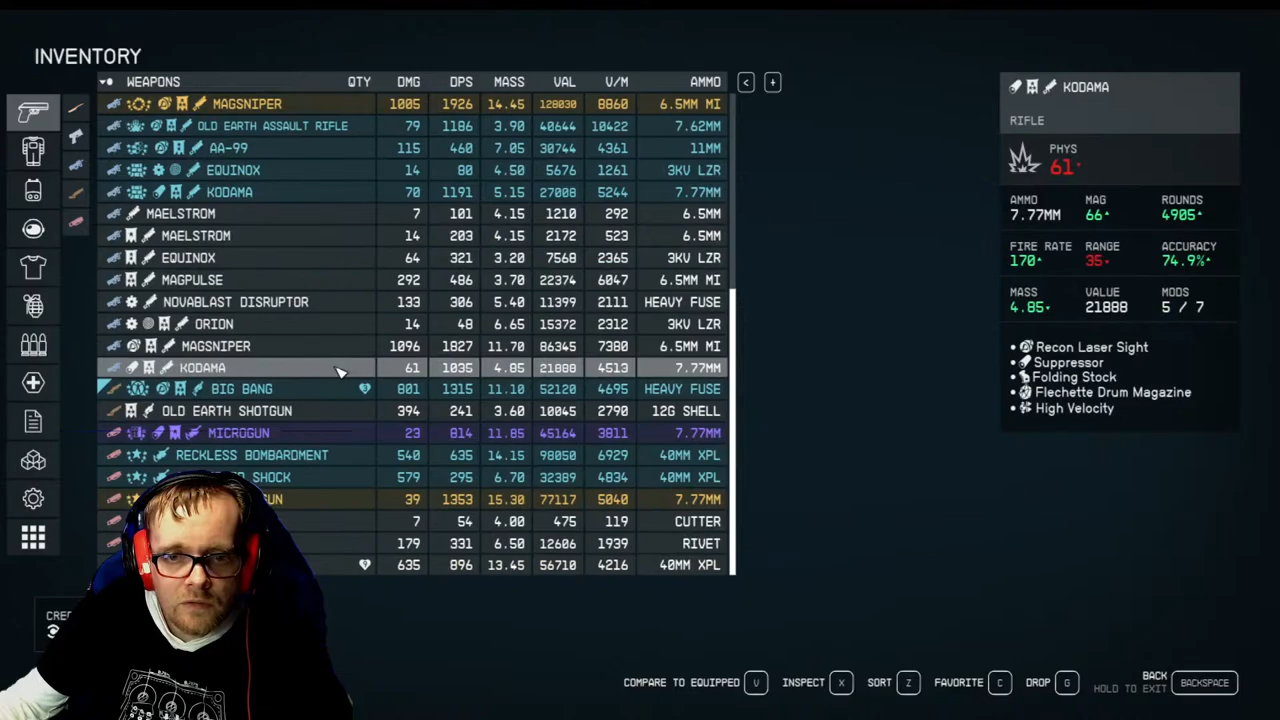 INVENTORY
WEAPONS QTY DMG DPS MASS VAL V/M AMMO < +
MAGSNIPER 1005 1926 14.45 128030 8860 6.5MM MI
OLD EARTH ASSAULT RIFLE 79 1186 3.90 40644 10422 7.62MM
AA-99 115 460 7.05 30744 4361 11MM
EQUINOX 14 80 4.50 5676 1261 3KV LZR
KODAMA 70 1191 5.15 27008 5244 7.77MM
MAELSTROM 7 101 4.15 1210 292 6.5MM
MAELSTROM 14 203 4.15 2172 523 6.5MM
EQUINOX 64 321 3.20 7568 2365 3KV LZR
MAGPULSE 292 486 3.70 22374 6047 6.5MM MI
NOVABLAST DISRUPTOR 133 306 5.40 11399 2111 HEAVY FUSE
ORION 14 48 6.65 15372 2312 3KV LZR
MAGSNIPER 1096 1827 11.70 86345 7380 6.5MM MI
KODAMA 61 1035 4.85 21888 4513 7.77MM
BIG BANG 801 1315 11.10 52120 4695 HEAVY FUSE
OLD EARTH SHOTGUN 394 241 3.60 10045 2790 12G SHELL
MICROGUN 23 814 11.85 45164 3811 7.77MM
RECKLESS BOMBARDMENT 540 635 14.15 98050 6929 40MM XPL
SHOCK 579 295 6.70 32389 4834 40MM XPL
GUN 39 1353 15.30 77117 5040 7.77MM
7 54 4.00 475 119 CUTTER
179 331 6.50 12606 1939 RIVET
635 896 13.45 56710 4216 40MM XPL
KODAMA
RIFLE
PHYS
61
AMMO MAG ROUNDS
7.77MM 66 4905
FIRE RATE RANGE ACCURACY
170 35 74.9%
MASS VALUE MODS
4.85 21888 5 / 7
Recon Laser Sight
Suppressor
Folding Stock
Flechette Drum Magazine
High Velocity
CRED
COMPARE TO EQUIPPED V INSPECT X SORT Z FAVORITE C DROP G BACK HOLD TO EXIT BACKSPACE